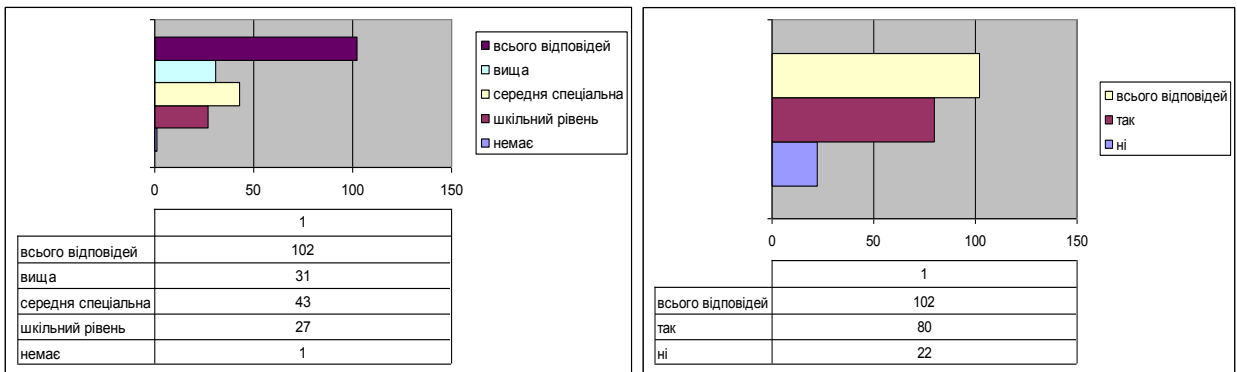 всього відповідей
вища
середня спеціальна
шкільний рівень
немає
0 50 100 150
1
всього відповідей 102
вища 31
середня спеціальна 43
шкільний рівень 27
немає 1
всього відповідей
так
ні
0 50 100 150
1
всього відповідей 102
так 80
ні 22